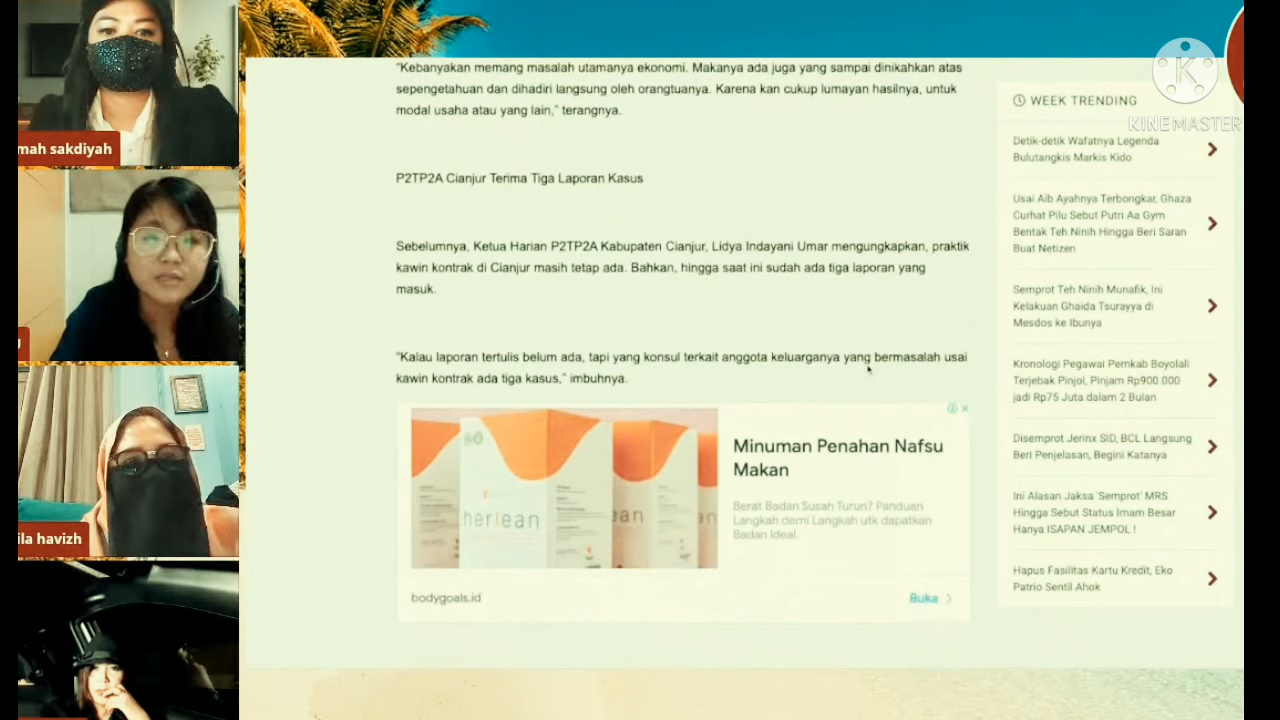 mah sakdiyah
ila havizh
"Kebanyakan memang masalah utamanya ekonomi. Makanya ada juga yang sampai dinikahkan atas
sepengetahuan dan dihadiri langsung oleh orangtuanya. Karena kan cukup lumayan hasilnya, untuk
modal usaha atau yang lain," terangnya.
P2TP2A Cianjur Terima Tiga Laporan Kasus
Sebelumnya, Ketua Harian P2TP2A Kabupaten Cianjur, Lidya Indayani Umar mengungkapkan, praktik
kawin kontrak di Cianjur masih tetap ada. Bahkan, hingga saat ini sudah ada tiga laporan yang
masuk.
"Kalau laporan tertulis belum ada, tapi yang konsul terkait anggota keluarganya yang bermasalah usai
kawin kontrak ada tiga kasus," imbuhnya.
herlean
ean
Minuman Penahan Nafsu
Makan
Berat Badan Susah Turun? Panduan
Langkah demi Langkah utk dapatkan
Badan Ideal.
bodygoals.id
Buka
K
KINEMASTER
WEEK TRENDING
Detik-detik Wafatnya Legenda
Bulutangkis Markis Kido
Usai Aib Ayahnya Terbongkar, Ghaza
Curhat Pilu Sebut Putri Aa Gym
Bentak Teh Ninih Hingga Beri Saran
Buat Netizen
Semprot Teh Ninih Munafik, Ini
Kelakuan Ghaida Tsurayya di
Mesdos ke Ibunya
Kronologi Pegawai Pemkab Boyolali
Terjebak Pinjol, Pinjam Rp900.000
jadi Rp75 Juta dalam 2 Bulan
Disemprot Jerinx SID, BCL Langsung
Beri Penjelasan, Begini Katanya
Ini Alasan Jaksa 'Semprot' MRS
Hingga Sebut Status Imam Besar
Hanya ISAPAN JEMPOL !
Hapus Fasilitas Kartu Kredit, Eko
Patrio Sentil Ahok